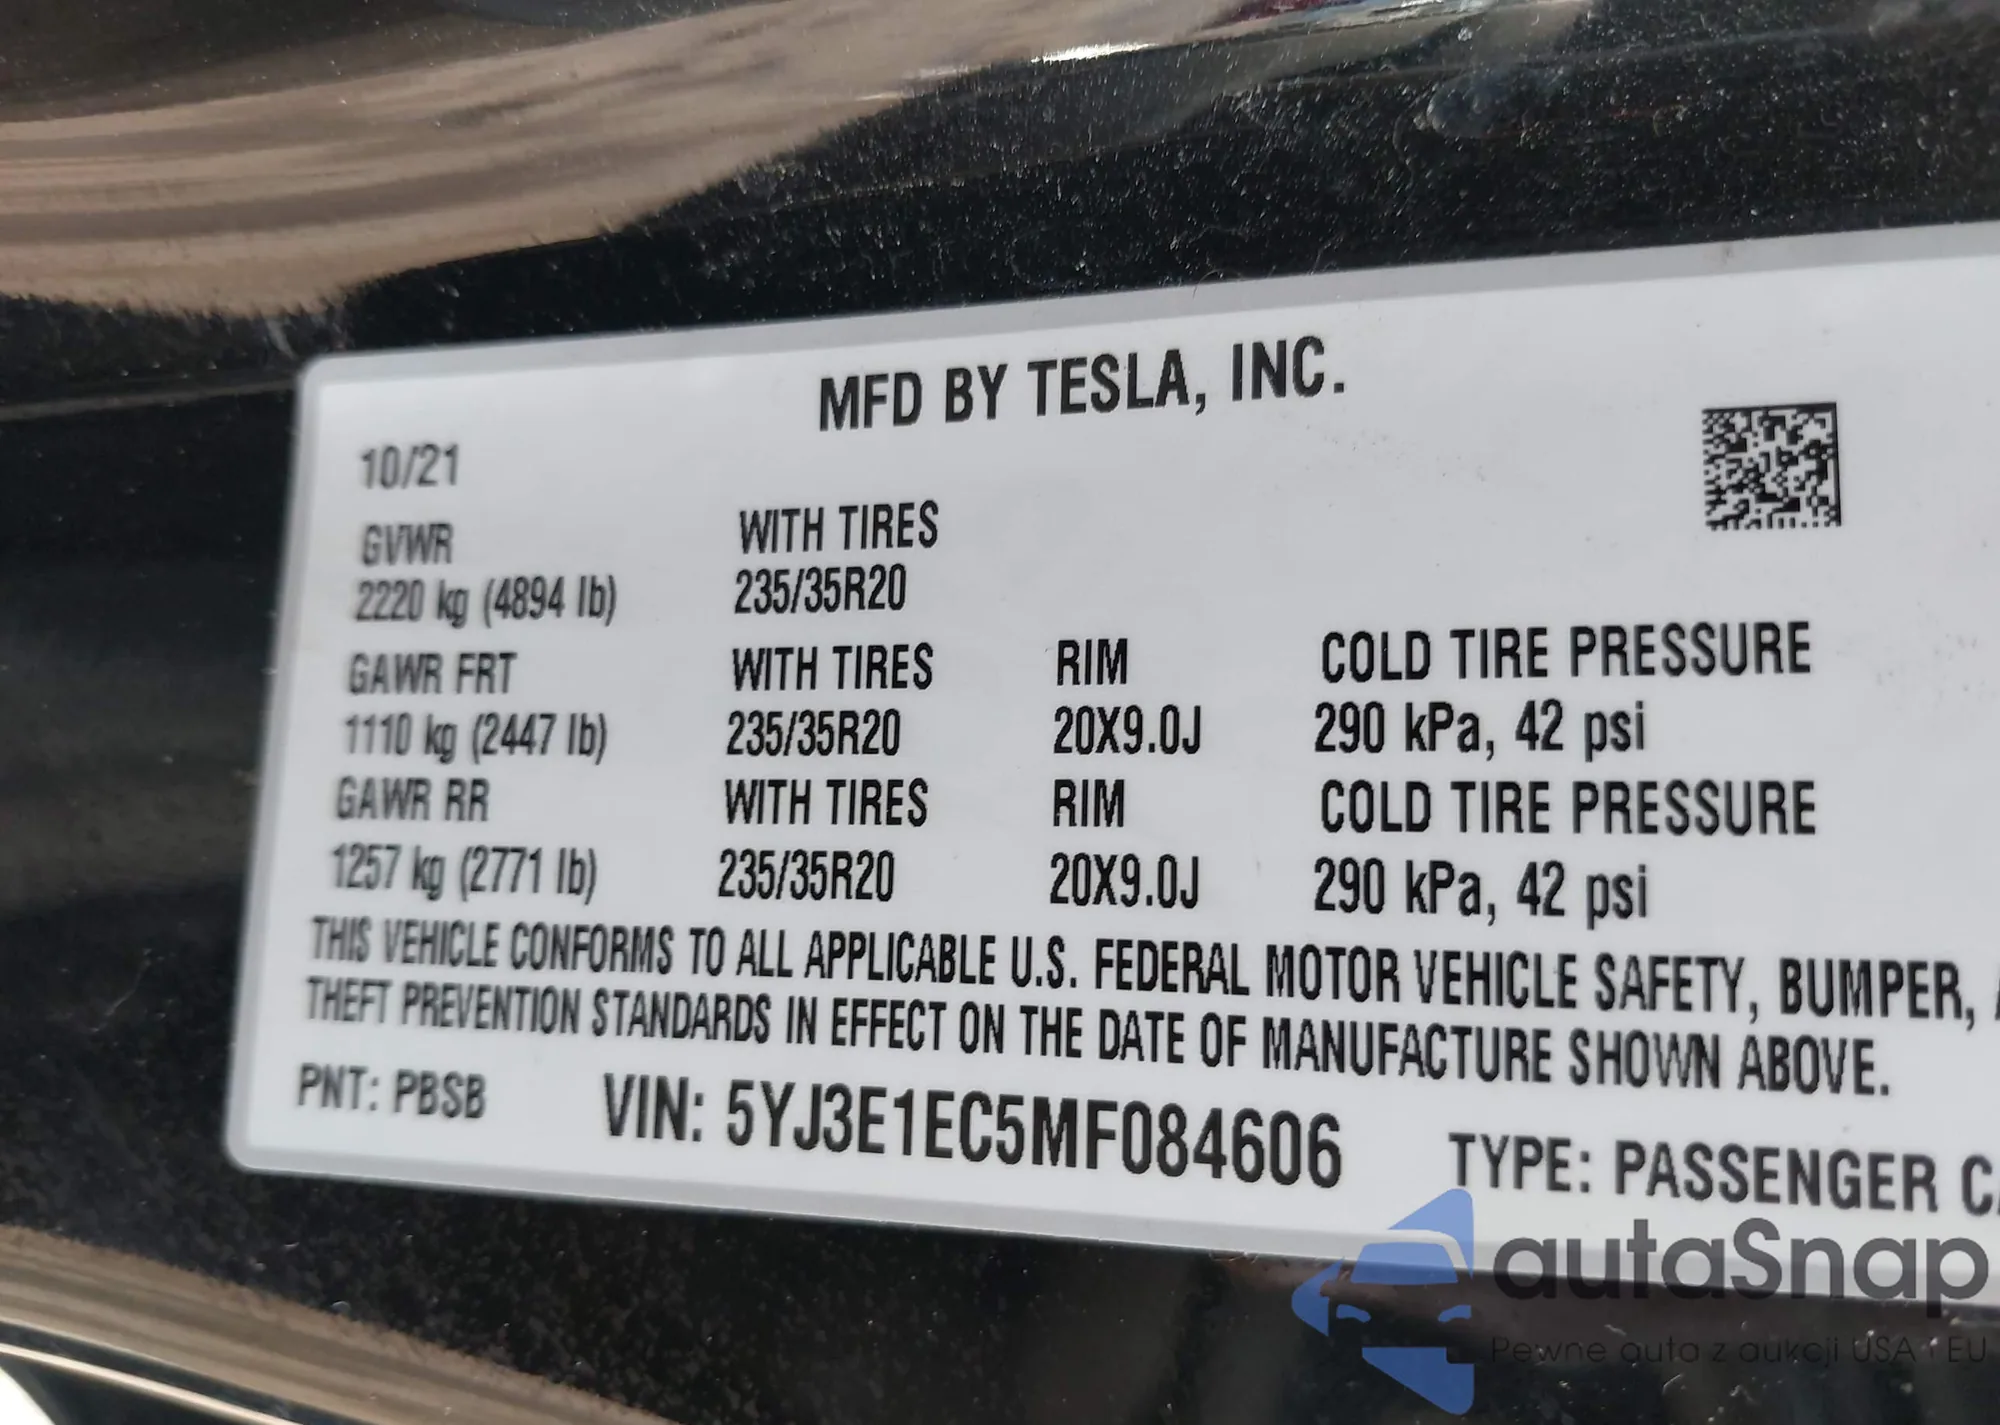 MFD BY TESLA, INC.
10/21
GVWR WITH TIRES
2220 kg (4894 lb) 235/35R20
GAWR FRT WITH TIRES RIM COLD TIRE PRESSURE
1110 kg (2447 lb) 235/35R20 20X9.0J 290 kPa, 42 psi
GAWR RR WITH TIRES RIM COLD TIRE PRESSURE
1257 kg (2771 lb) 235/35R20 20X9.0J 290 kPa, 42 psi
THIS VEHICLE CONFORMS TO ALL APPLICABLE U.S. FEDERAL MOTOR VEHICLE SAFETY, BUMPER,
THEFT PREVENTION STANDARDS IN EFFECT ON THE DATE OF MANUFACTURE SHOWN ABOVE.
PNT: PBSB VIN: 5YJ3E1EC5MF084606 TYPE: PASSENGER
autaSnap
Pewne auta z aukcji USA i EU